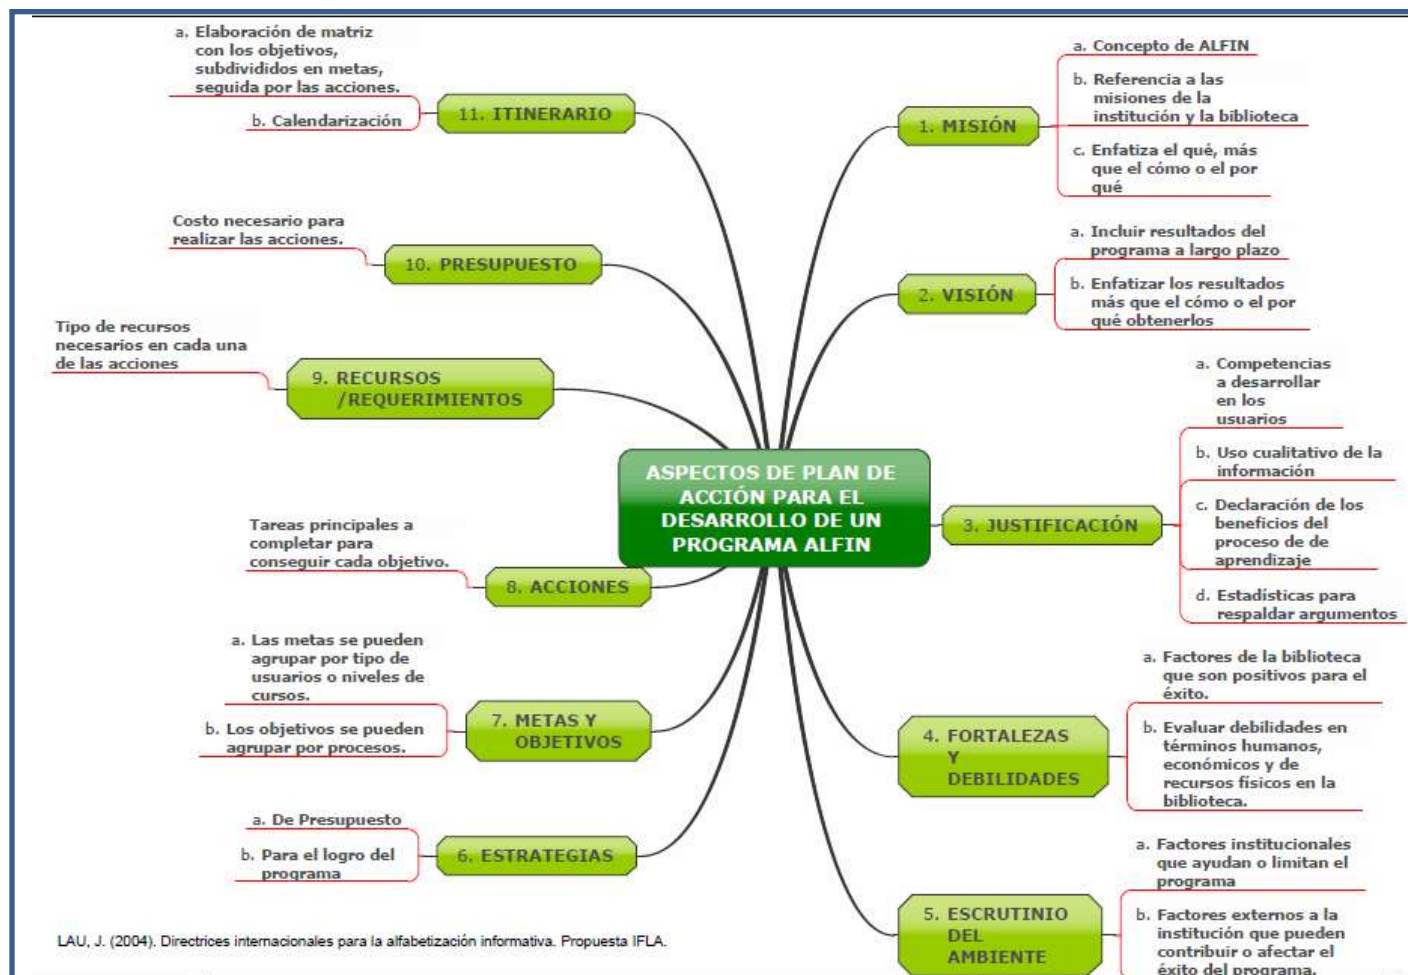 ASPECTOS DE PLAN DE
ACCIÓN PARA EL
DESARROLLO DE UN
PROGRAMA ALFIN
1. MISIÓN
a. Concepto de ALFIN
b. Referencia a las
misiones de la
institución y la biblioteca
c. Enfatiza el qué, más
que el cómo o el por
qué
2. VISIÓN
a. Incluir resultados del
programa a largo plazo
b. Enfatizar los resultados
más que el cómo o el por
qué obtenerlos
3. JUSTIFICACIÓN
a. Competencias
a desarrollar
en los
usuarios
b. Uso cualitativo de la
información
c. Declaración de los
beneficios del
proceso de de
aprendizaje
d. Estadísticas para
respaldar argumentos
4. FORTALEZAS
Y
DEBILIDADES
a. Factores de la biblioteca
que son positivos para el
éxito.
b. Evaluar debilidades en
términos humanos,
económicos y de
recursos físicos en la
biblioteca.
5. ESCRUTINIO
DEL
AMBIENTE
a. Factores institucionales
que ayudan o limitan el
programa
b. Factores externos a la
institución que pueden
contribuir o afectar el
éxito del programa.
6. ESTRATEGIAS
a. De Presupuesto
b. Para el logro del
programa
7. METAS Y
OBJETIVOS
a. Las metas se pueden
agrupar por tipo de
usuarios o niveles de
cursos.
b. Los objetivos se pueden
agrupar por procesos.
8. ACCIONES
Tareas principales a
completar para
conseguir cada objetivo.
9. RECURSOS
/REQUERIMIENTOS
Tipo de recursos
necesarios en cada una
de las acciones
10. PRESUPUESTO
Costo necesario para
realizar las acciones.
11. ITINERARIO
a. Elaboración de matriz
con los objetivos,
subdivididos en metas,
seguida por las acciones.
b. Calendarización
LAU, J. (2004). Directrices internacionales para la alfabetización informativa. Propuesta IFLA.